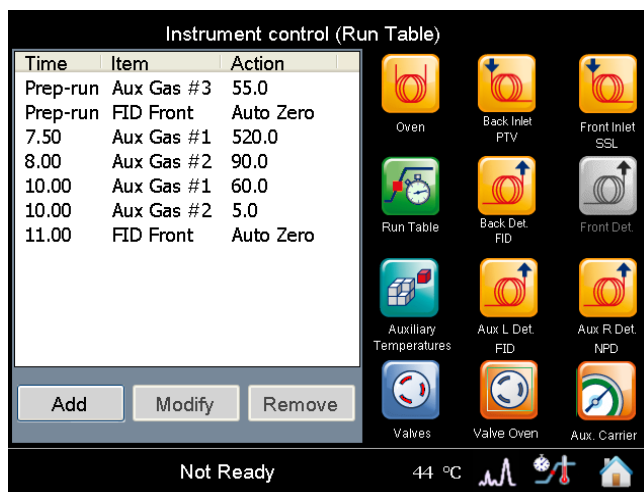 Instrument control (Run Table)
Time Item Action
Prep-run Aux Gas #3 55.0
Prep-run FID Front Auto Zero
7.50 Aux Gas #1 520.0
8.00 Aux Gas #2 90.0
10.00 Aux Gas #1 60.0
10.00 Aux Gas #2 5.0
11.00 FID Front Auto Zero
Add Modify Remove
Oven
Back Inlet
PTV
Front Inlet
SSL
Run Table
Back Det.
FID
Front Det.
Auxiliary
Temperatures
Aux L Det.
FID
Aux R Det.
NPD
Valves
Valve Oven
Aux. Carrier
Not Ready 44 °C